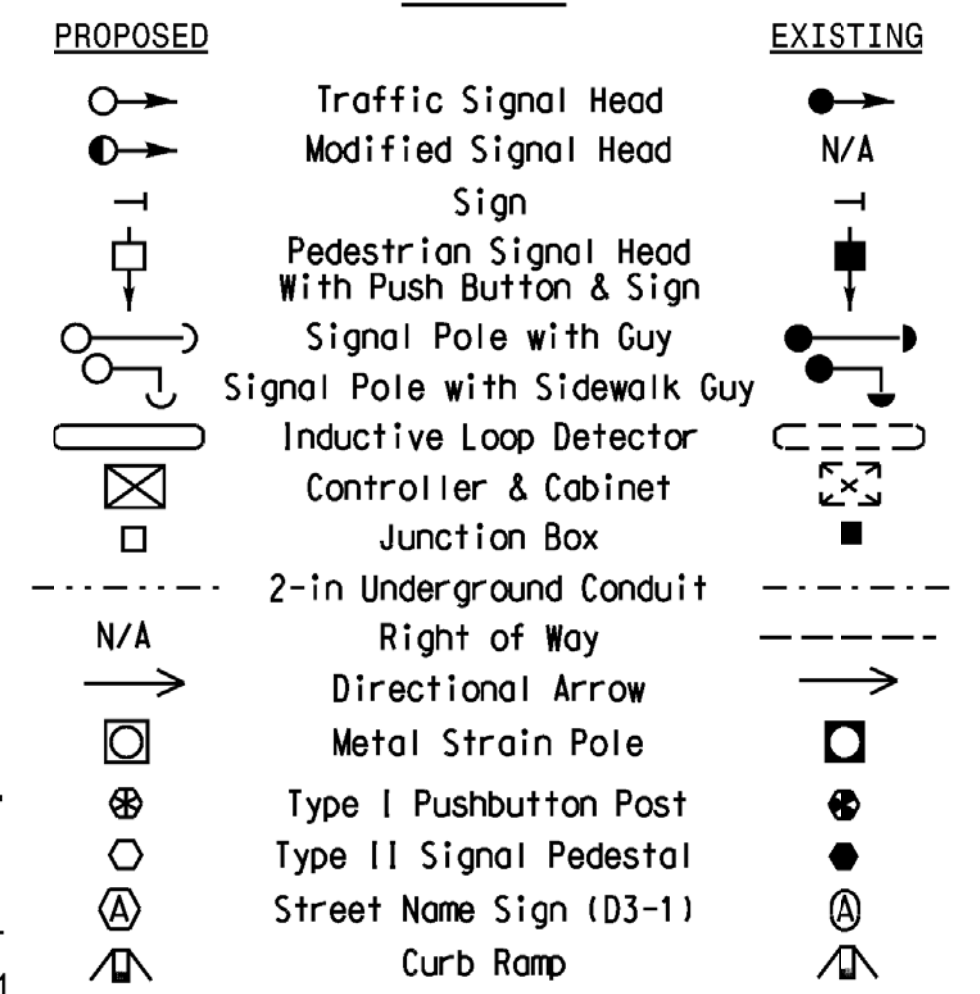 PROPOSED EXISTING
Traffic Signal Head
Modified Signal Head N/A
Sign
Pedestrian Signal Head
With Push Button & Sign
Signal Pole with Guy
Signal Pole with Sidewalk Guy
Inductive Loop Detector
Controller & Cabinet
Junction Box
2-in Underground Conduit
N/A Right of Way
Directional Arrow
Metal Strain Pole
Type I Pushbutton Post
Type II Signal Pedestal
A Street Name Sign (D3-1) A
Curb Ramp
1